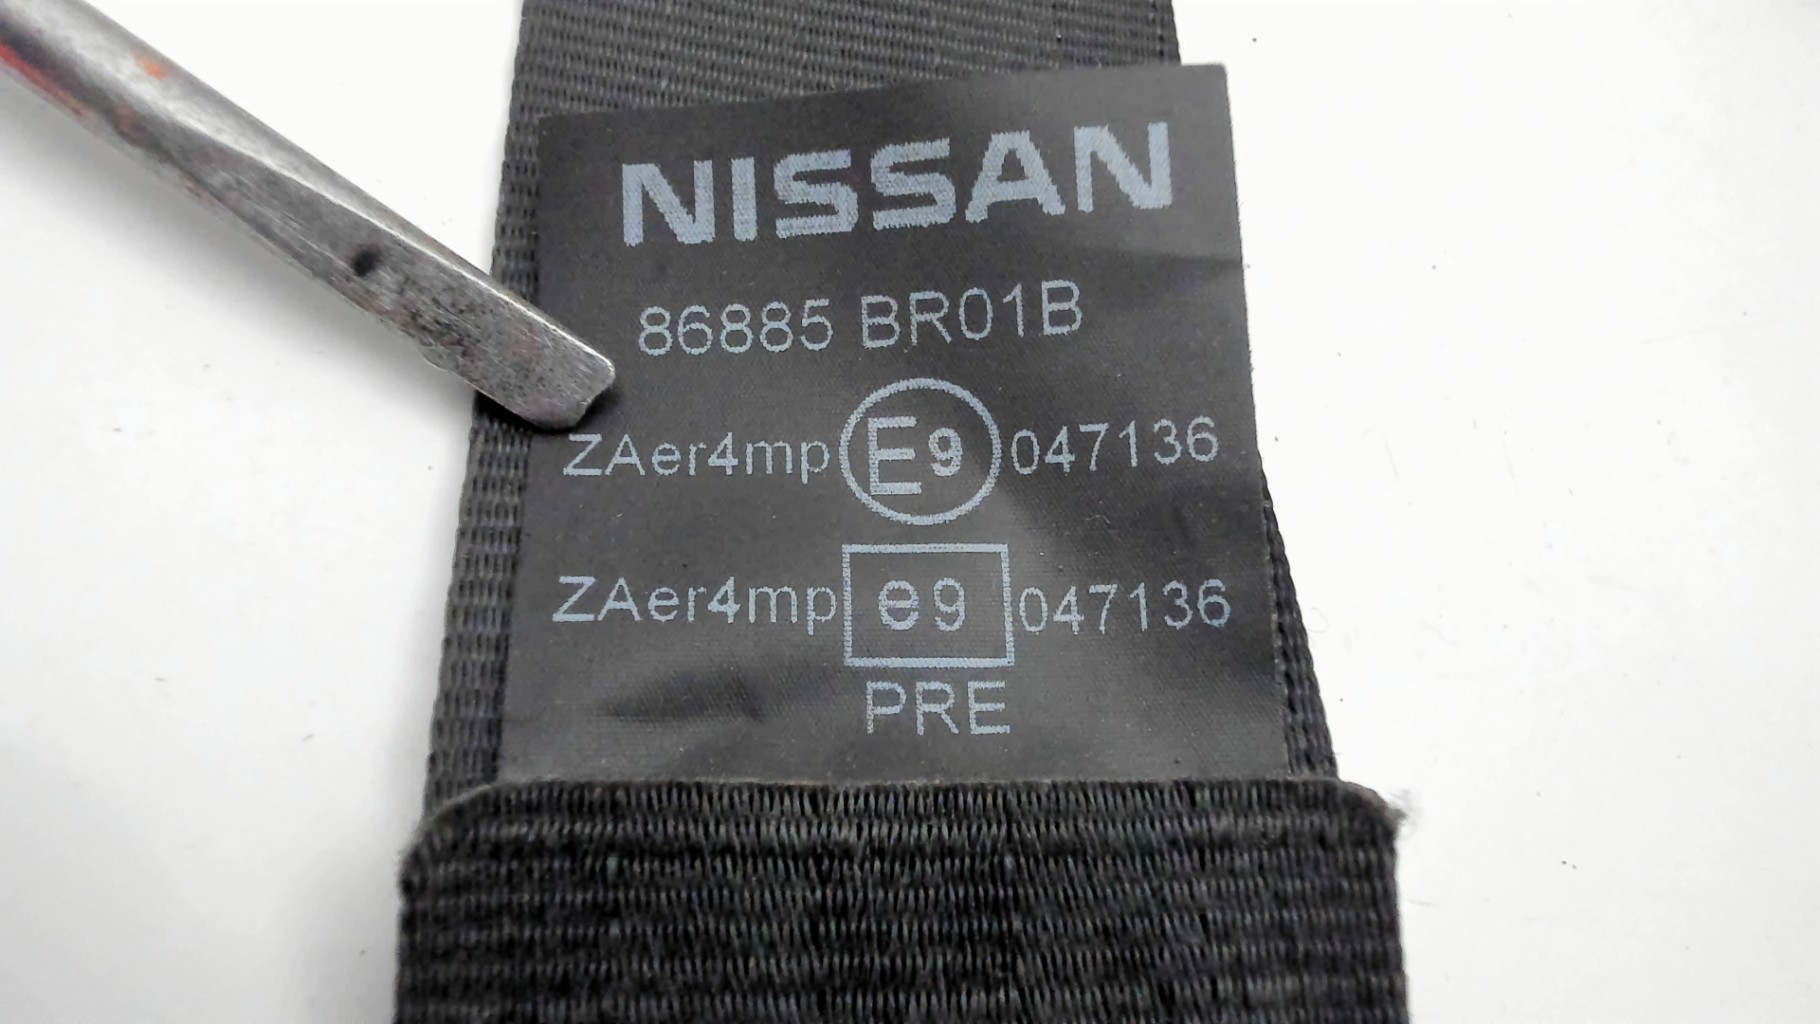 NISSAN
86885 BR01B
ZAer4mp E9 047136
ZAer4mp e9 047136
PRE